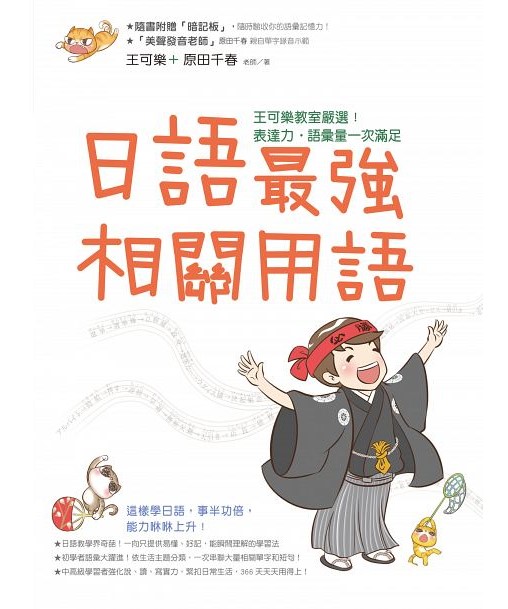 ★隨書附贈「暗記板」，隨時驗收你的語彙記憶力！
★「美聲發音老師」原田千春 親自單字錄音示範
王可樂＋原田千春 老師／著
王可樂教室嚴選！
表達力・語彙量一次滿足
日語最強
相關用語
這樣學日語，事半功倍，
能力咻咻上升！
★日語教學界奇葩！一向只提供易懂、好記，能瞬間理解的學習法
★初學者語彙大躍進！依生活主題分類，一次串聯大量相關單字和短句！
★中高級學習者強化說、讀、寫實力，緊扣日常生活，365天天天用得上！